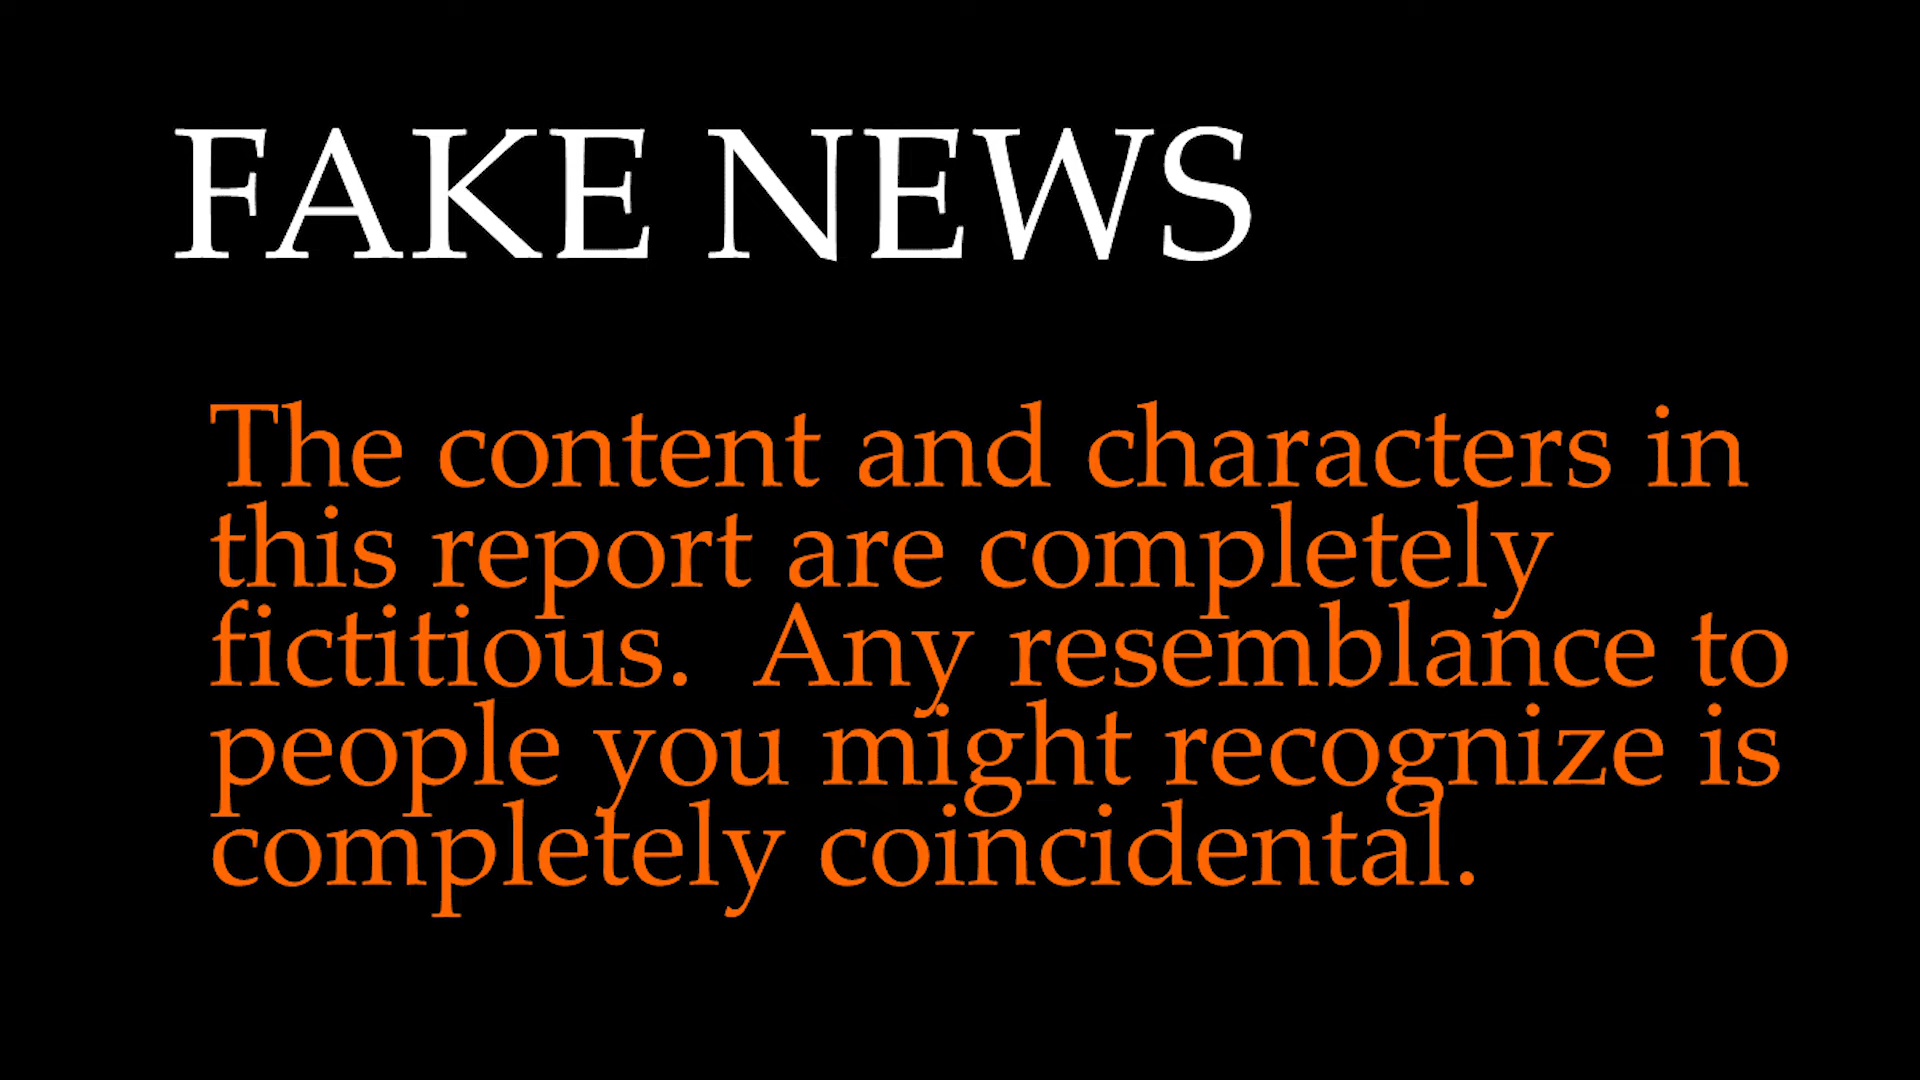 FAKE NEWS
The content and characters in
this report are completely
fictitious.  Any resemblance to
people you might recognize is
completely coincidental.